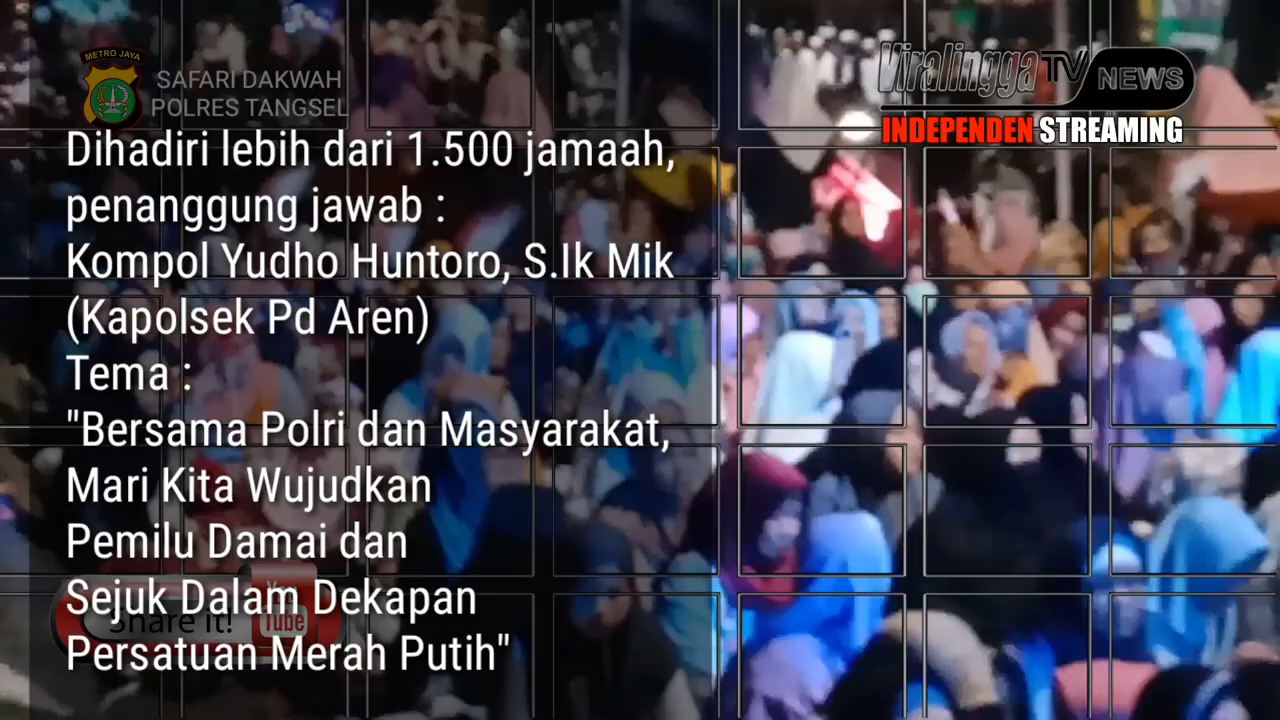 METRO JAYA
SAFARI DAKWAH
POLRES TANGSEL
Viralingga TV NEWS
INDEPENDEN STREAMING
Dihadiri lebih dari 1.500 jamaah,
penanggung jawab :
Kompol Yudho Huntoro, S.Ik Mik
(Kapolsek Pd Aren)
Tema :
"Bersama Polri dan Masyarakat,
Mari Kita Wujudkan
Pemilu Damai dan
Sejuk Dalam Dekapan
Persatuan Merah Putih"
Share it!
You
Tube